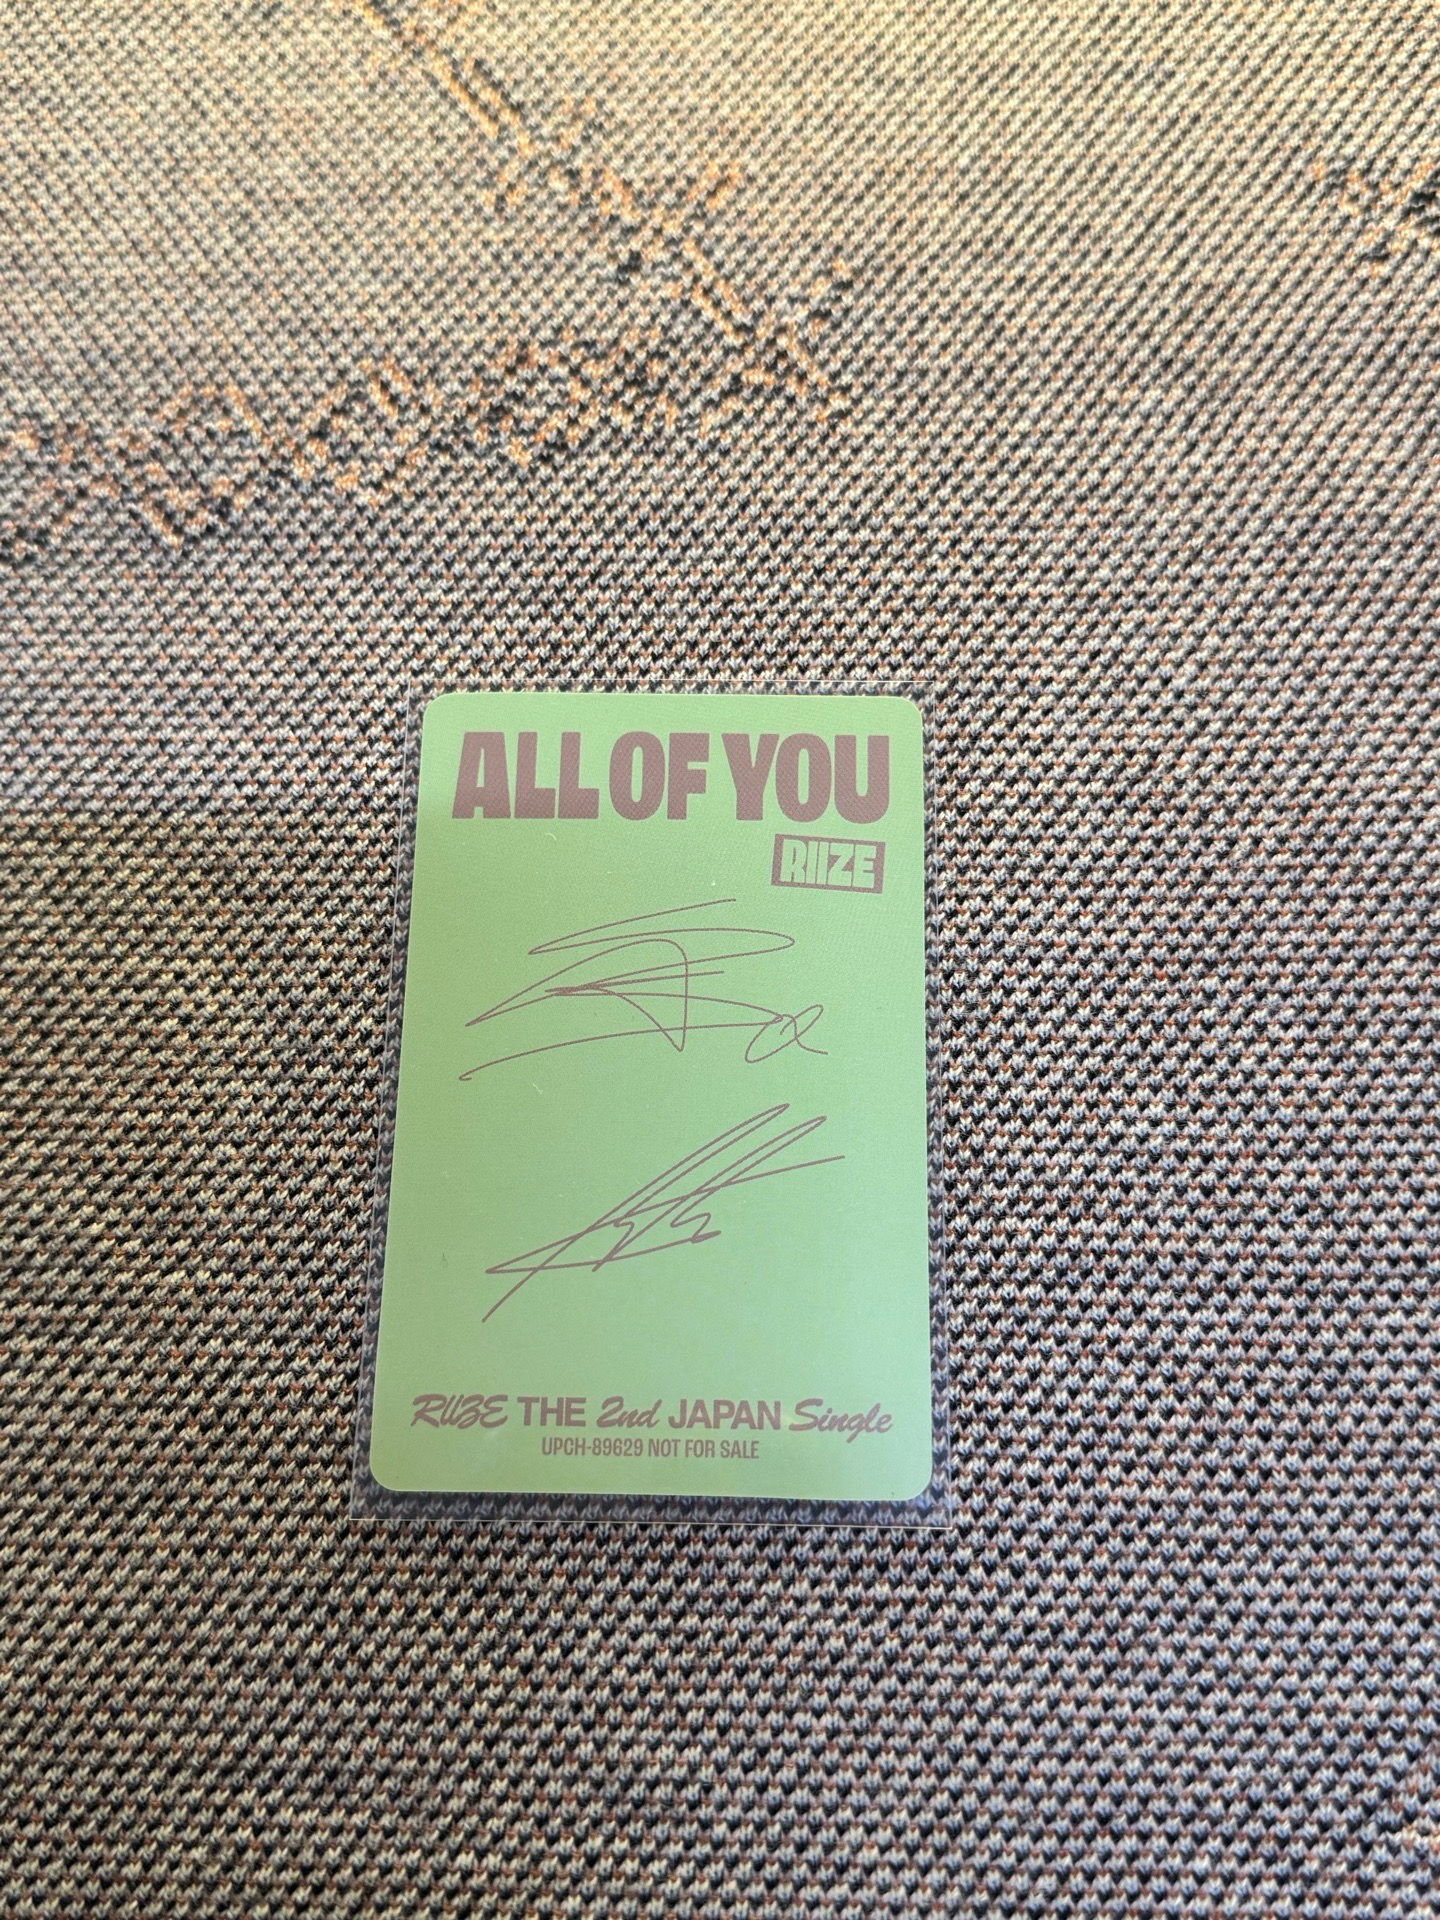 ALL OF YOU
RIIZE
RIIZE THE 2nd JAPAN Single
UPCH-89629 NOT FOR SALE